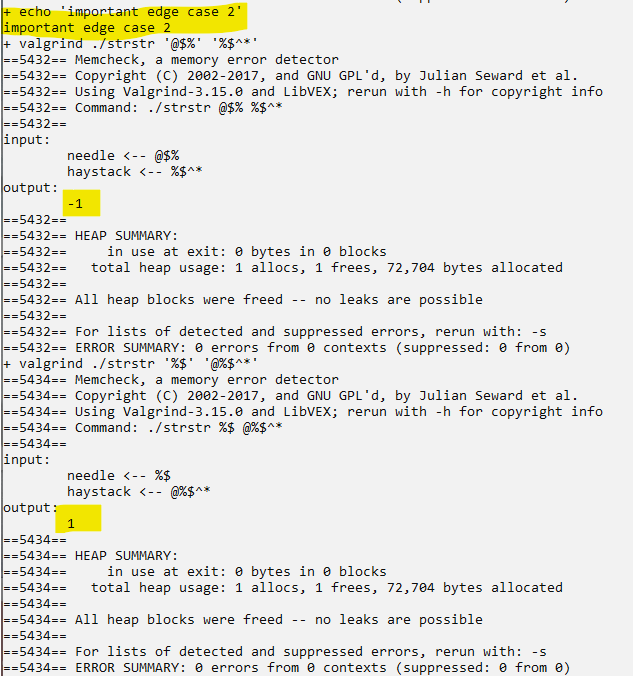 + echo 'important edge case 2'
important edge case 2
+ valgrind ./strstr '@$%' '%$^*'
==5432== Memcheck, a memory error detector
==5432== Copyright (C) 2002-2017, and GNU GPL'd, by Julian Seward et al.
==5432== Using Valgrind-3.15.0 and LibVEX; rerun with -h for copyright info
==5432== Command: ./strstr @$% %$^*
==5432==
input:
        needle <-- @$%
        haystack <-- %$^*
output:
        -1
==5432==
==5432== HEAP SUMMARY:
==5432==     in use at exit: 0 bytes in 0 blocks
==5432==   total heap usage: 1 allocs, 1 frees, 72,704 bytes allocated
==5432==
==5432== All heap blocks were freed -- no leaks are possible
==5432==
==5432== For lists of detected and suppressed errors, rerun with: -s
==5432== ERROR SUMMARY: 0 errors from 0 contexts (suppressed: 0 from 0)
+ valgrind ./strstr '%$' '@%$^*'
==5434== Memcheck, a memory error detector
==5434== Copyright (C) 2002-2017, and GNU GPL'd, by Julian Seward et al.
==5434== Using Valgrind-3.15.0 and LibVEX; rerun with -h for copyright info
==5434== Command: ./strstr %$ @%$^*
==5434==
input:
        needle <-- %$
        haystack <-- @%$^*
output:
        1
==5434==
==5434== HEAP SUMMARY:
==5434==     in use at exit: 0 bytes in 0 blocks
==5434==   total heap usage: 1 allocs, 1 frees, 72,704 bytes allocated
==5434==
==5434== All heap blocks were freed -- no leaks are possible
==5434==
==5434== For lists of detected and suppressed errors, rerun with: -s
==5434== ERROR SUMMARY: 0 errors from 0 contexts (suppressed: 0 from 0)